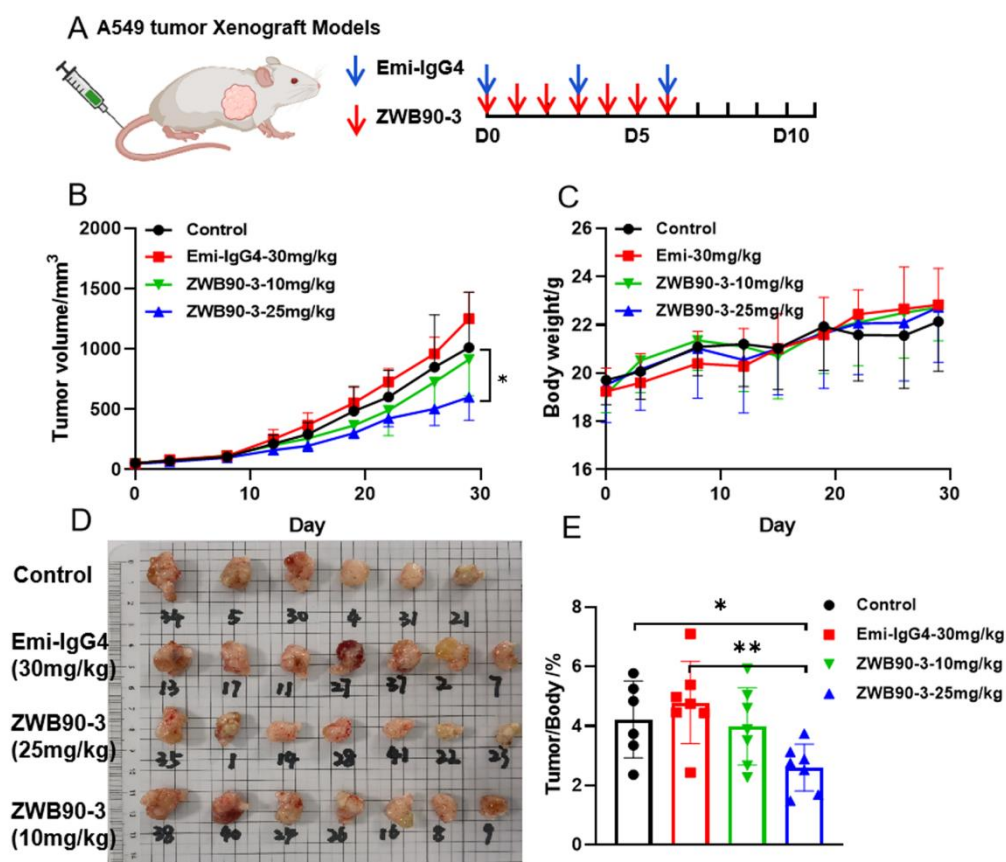 A A549 tumor Xenograft Models
Emi-IgG4
ZWB90-3
D0 D5 D10
B
Tumor volume/mm³
2000
1500
1000
500
0
Control
Emi-IgG4-30mg/kg
ZWB90-3-10mg/kg
ZWB90-3-25mg/kg
*
0 10 20 30
Day
C
Body weight/g
26
24
22
20
18
16
Control
Emi-30mg/kg
ZWB90-3-10mg/kg
ZWB90-3-25mg/kg
0 10 20 30
Day
D
Control
34 5 30 4 31 21
Emi-IgG4
(30mg/kg)
13 17 11 27 37 2 7
ZWB90-3
(25mg/kg)
35 1 19 28 41 22 23
ZWB90-3
(10mg/kg)
38 40 24 26 16 8 9
E
Tumor/Body /%
8
6
4
2
0
*
**
Control
Emi-IgG4-30mg/kg
ZWB90-3-10mg/kg
ZWB90-3-25mg/kg